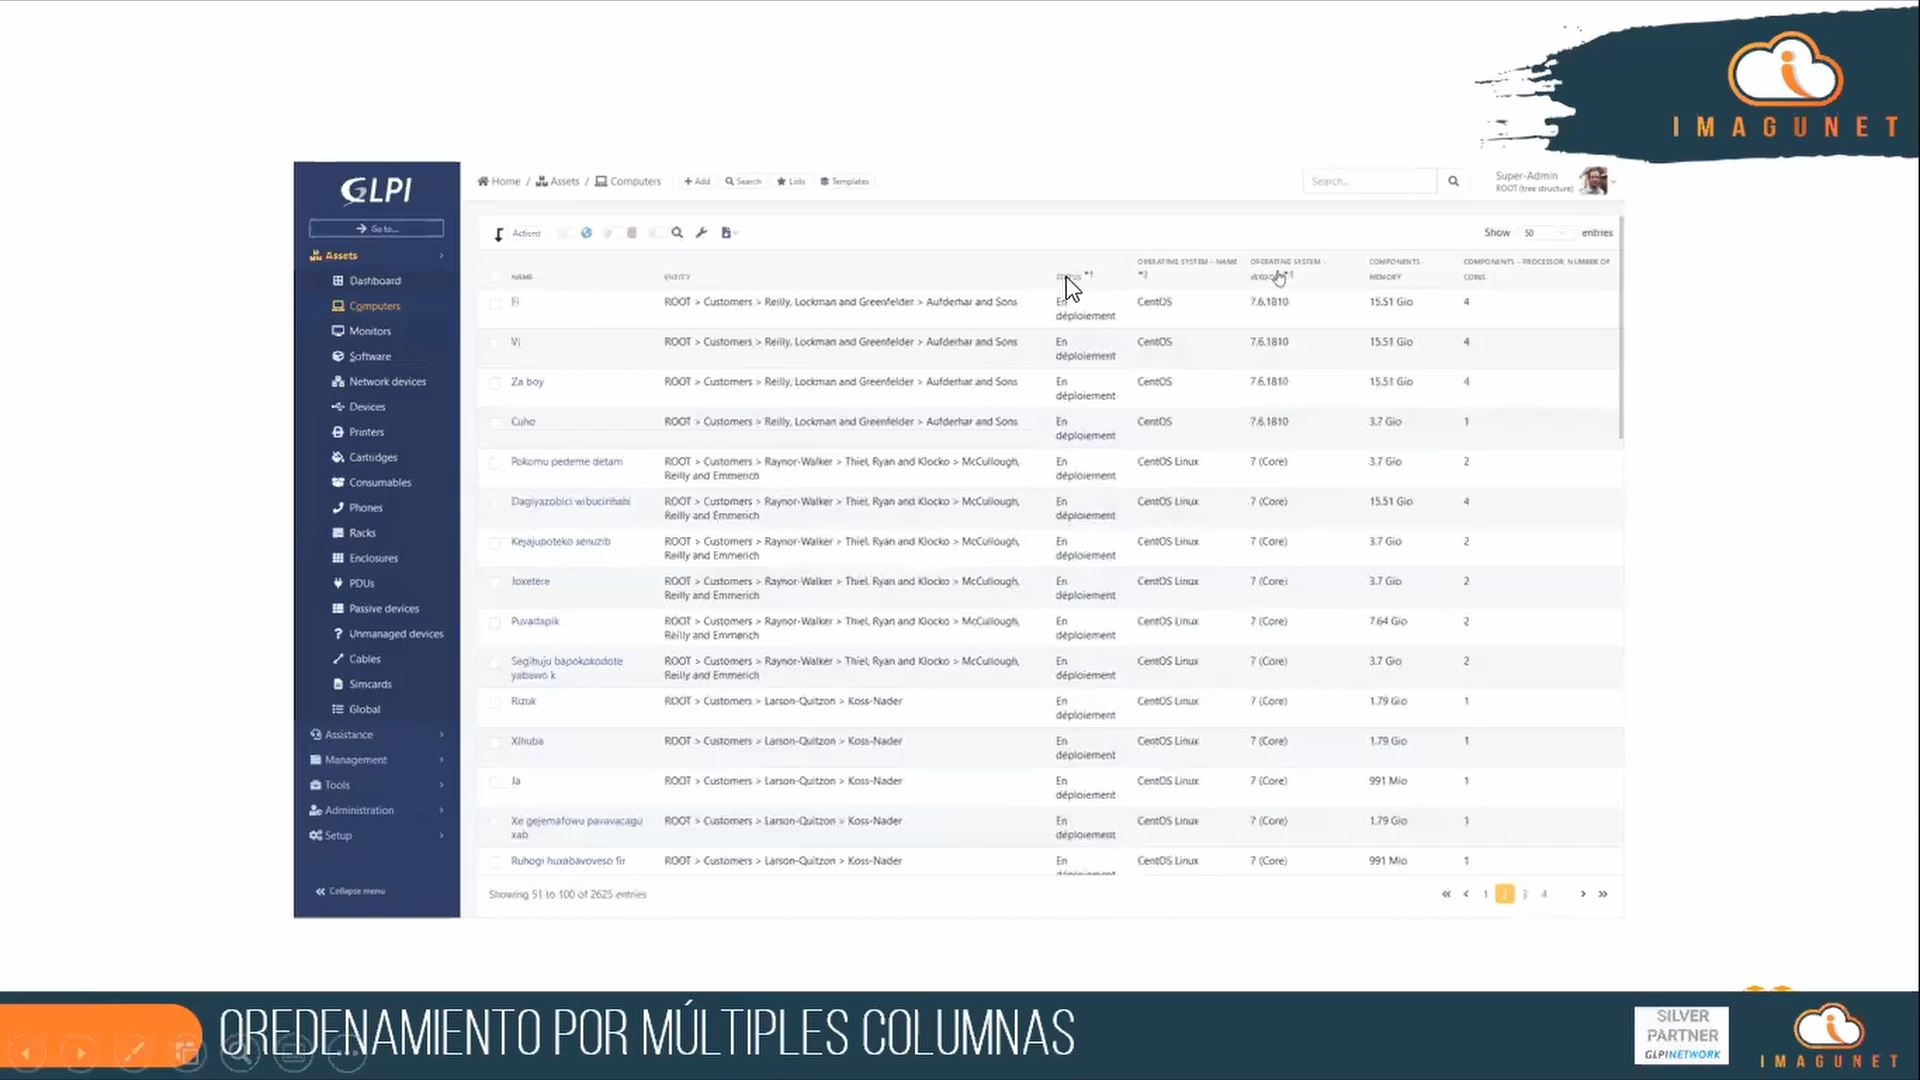 IMAGUNET
GLPI
Home / Assets / Computers + Add Search Lists Templates
Search...
Super-Admin
ROOT (tree structure)
Go to...
Actions
Show 50 entries
Assets
Dashboard
Computers
Monitors
Software
Network devices
Devices
Printers
Cartridges
Consumables
Phones
Racks
Enclosures
PDUs
Passive devices
Unmanaged devices
Cables
Simcards
Global
Assistance
Management
Tools
Administration
Setup
Collapse menu
NAME ENTITY OPERATING SYSTEM - NAME OPERATING SYSTEM - COMPONENTS - MEMORY COMPONENTS - PROCESSOR: NUMBER OF
ROOT > Customers > Reilly, Lockman and Greenfelder > Aufderhar and Sons En déploiement CentOS 7.6.1810 15.51 Gio 4
ROOT > Customers > Reilly, Lockman and Greenfelder > Aufderhar and Sons En déploiement CentOS 7.6.1810 15.51 Gio 4
Za boy ROOT > Customers > Reilly, Lockman and Greenfelder > Aufderhar and Sons En déploiement CentOS 7.6.1810 15.51 Gio 4
Cuho ROOT > Customers > Reilly, Lockman and Greenfelder > Aufderhar and Sons En déploiement CentOS 7.6.1810 3.7 Gio 1
Pokomu pedeme detam ROOT > Customers > Raynor-Walker > Thiel, Ryan and Klocko > McCullough, Reilly and Emmerich En déploiement CentOS Linux 7 (Core) 3.7 Gio 2
Dagiyazobici wibucirihabi ROOT > Customers > Raynor-Walker > Thiel, Ryan and Klocko > McCullough, Reilly and Emmerich En déploiement CentOS Linux 7 (Core) 15.51 Gio 4
Kejajupoteko senuzib ROOT > Customers > Raynor-Walker > Thiel, Ryan and Klocko > McCullough, Reilly and Emmerich En déploiement CentOS Linux 7 (Core) 3.7 Gio 2
Joxetere ROOT > Customers > Raynor-Walker > Thiel, Ryan and Klocko > McCullough, Reilly and Emmerich En déploiement CentOS Linux 7 (Core) 3.7 Gio 2
Puvadapik ROOT > Customers > Raynor-Walker > Thiel, Ryan and Klocko > McCullough, Reilly and Emmerich En déploiement CentOS Linux 7 (Core) 7.64 Gio 2
Segihuju bapokokodote yabawo k ROOT > Customers > Raynor-Walker > Thiel, Ryan and Klocko > McCullough, Reilly and Emmerich En déploiement CentOS Linux 7 (Core) 3.7 Gio 2
Rizuk ROOT > Customers > Larson-Quitzon > Koss-Nader En déploiement CentOS Linux 7 (Core) 1.79 Gio 1
Xihuba ROOT > Customers > Larson-Quitzon > Koss-Nader En déploiement CentOS Linux 7 (Core) 1.79 Gio 1
Ja ROOT > Customers > Larson-Quitzon > Koss-Nader En déploiement CentOS Linux 7 (Core) 991 Mio 1
Xe gejemafowu pavavacagu xab ROOT > Customers > Larson-Quitzon > Koss-Nader En déploiement CentOS Linux 7 (Core) 1.79 Gio 1
Ruhogi huxabavoveso fir ROOT > Customers > Larson-Quitzon > Koss-Nader En déploiement CentOS Linux 7 (Core) 991 Mio 1
Showing 51 to 100 of 2625 entries
« ‹ 1 2 3 4 › »
OREDENAMIENTO POR MÚLTIPLES COLUMNAS
SILVER
PARTNER
GLPINETWORK
IMAGUNET